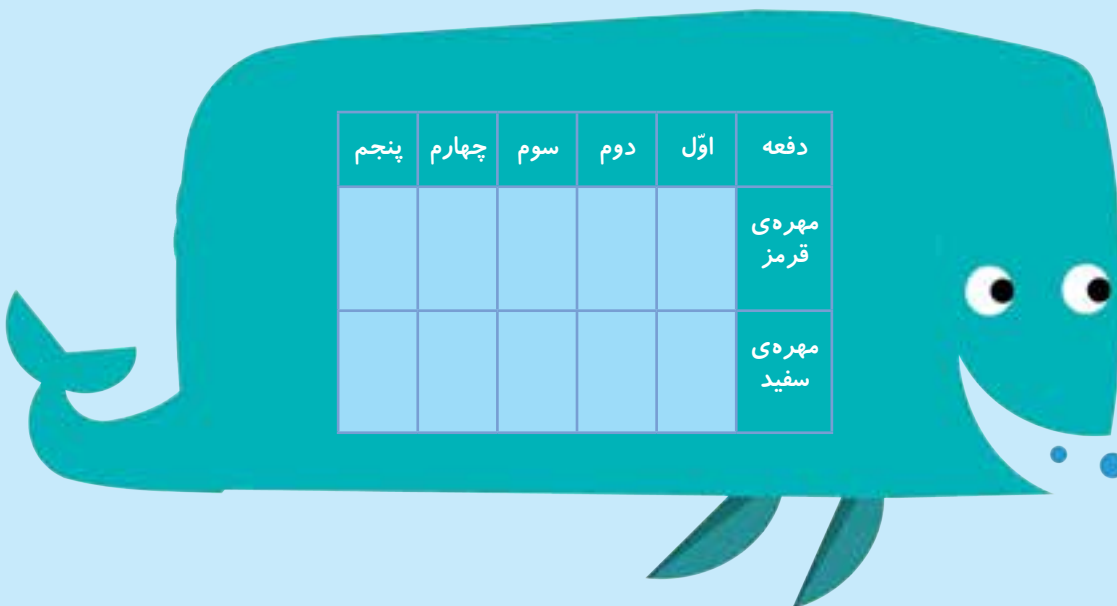 دفعه اوّل دوم سوم چهارم پنجم
مهره‌ی
قرمز
مهره‌ی
سفید